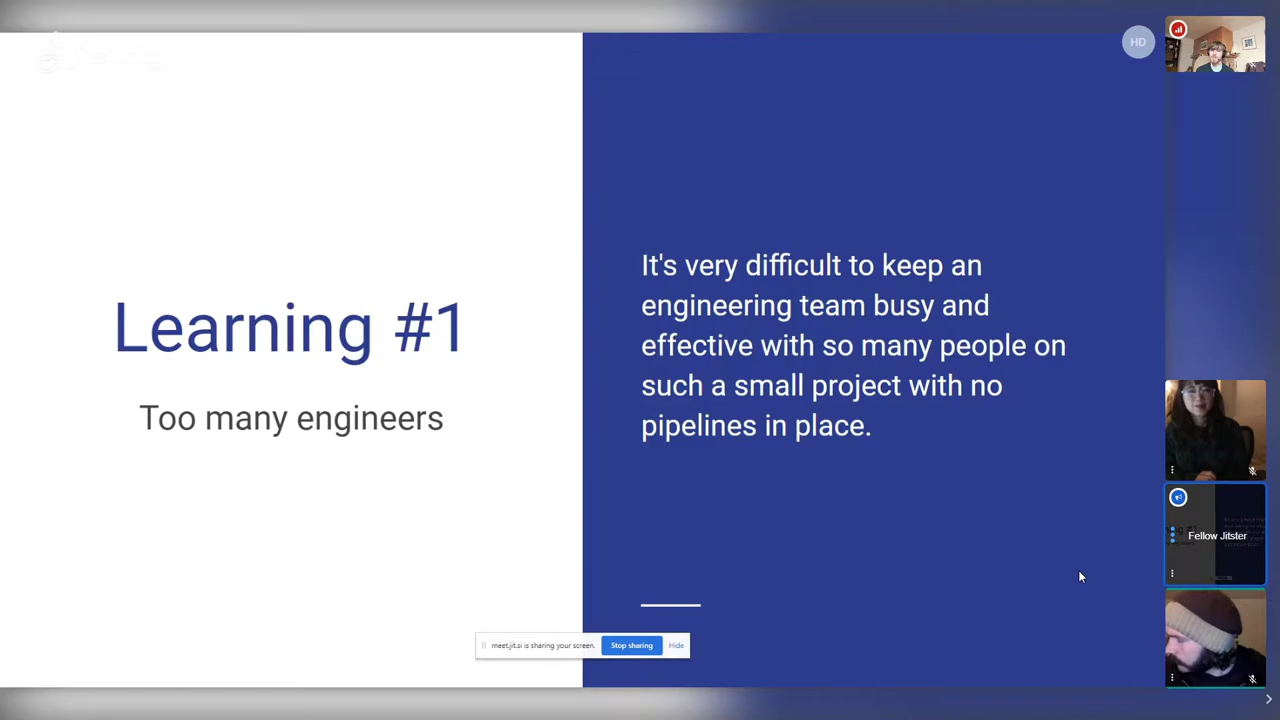 HD
Learning #1
Too many engineers
It's very difficult to keep an
engineering team busy and
effective with so many people on
such a small project with no
pipelines in place.
Fellow Jitster
meet.jit.si is sharing your screen.
Stop sharing
Hide